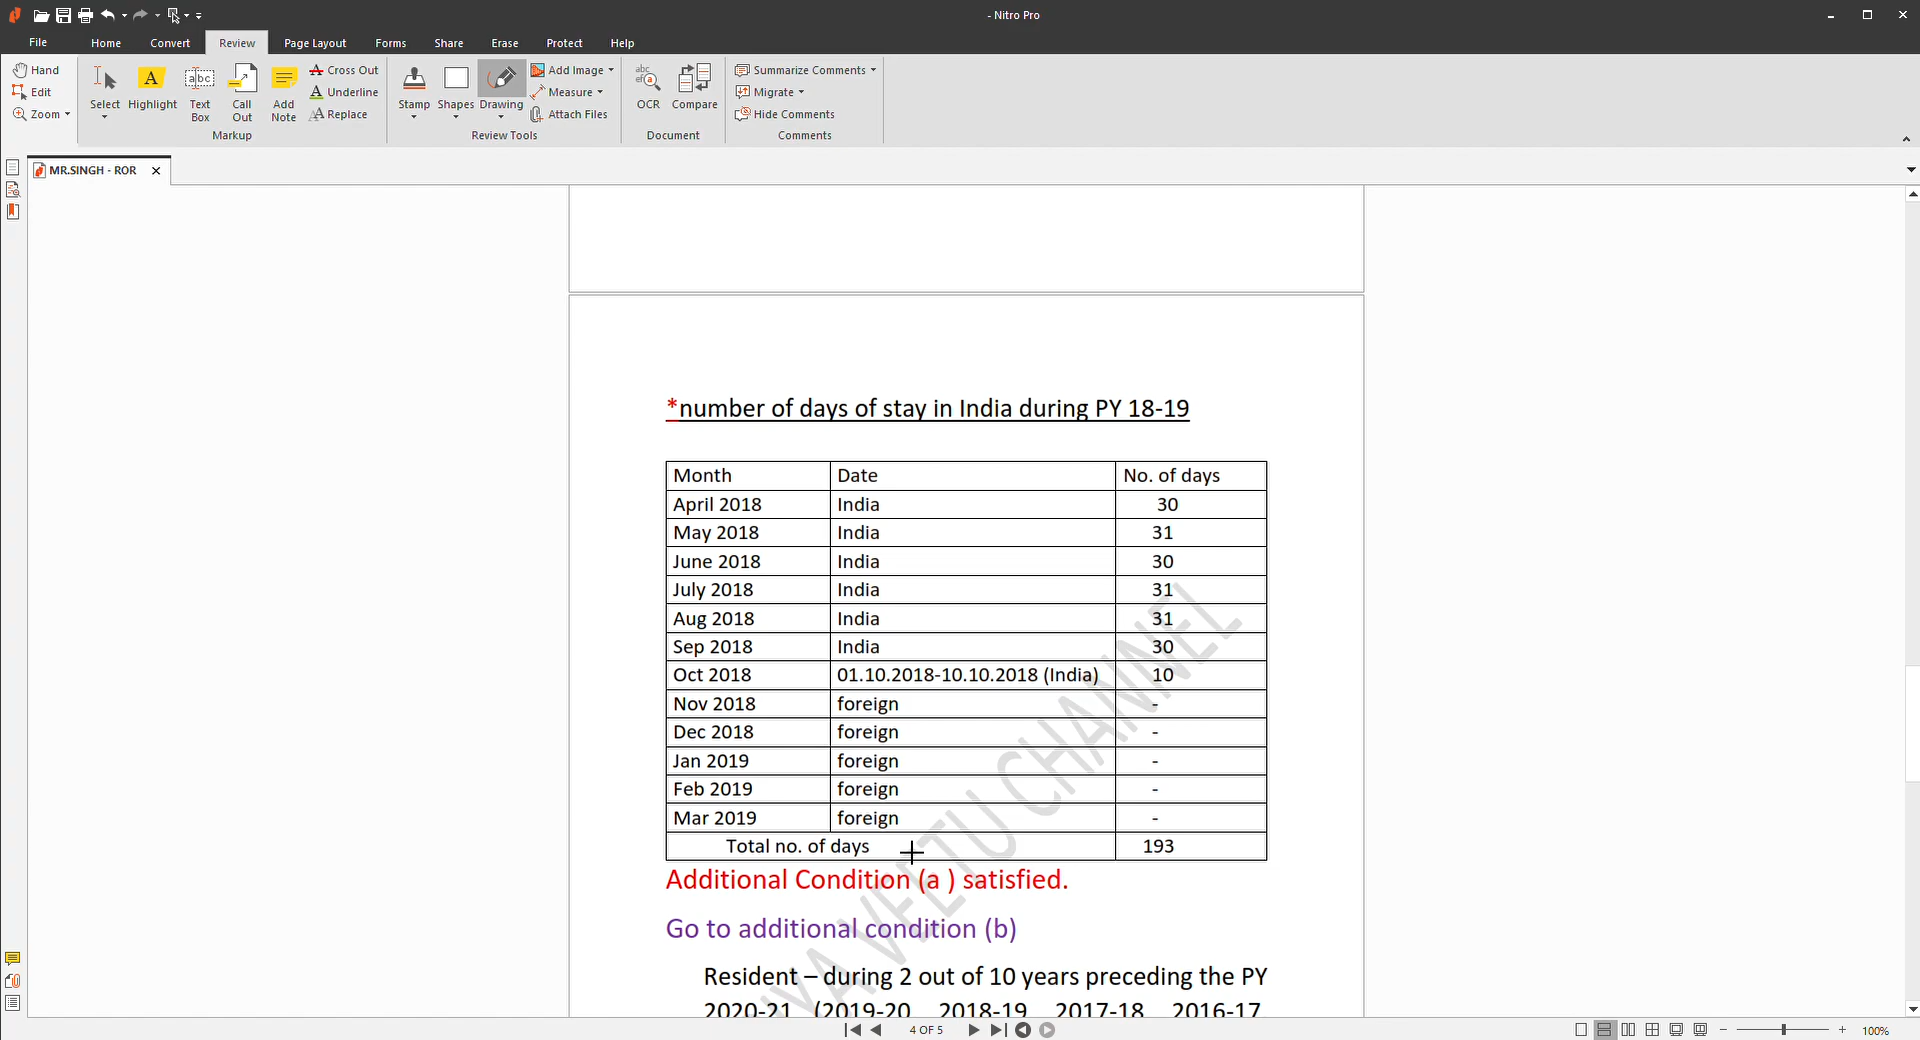 - Nitro Pro
File Home Convert Review Page Layout Forms Share Erase Protect Help
Hand
Edit
Zoom
Select
Highlight
Text Box
Call Out
Add Note
Cross Out
Underline
Replace
Markup
Stamp
Shapes
Drawing
Add Image
Measure
Attach Files
Review Tools
OCR
Compare
Document
Summarize Comments
Migrate
Hide Comments
Comments
MR.SINGH - ROR
*number of days of stay in India during PY 18-19
Month Date No. of days
April 2018 India 30
May 2018 India 31
June 2018 India 30
July 2018 India 31
Aug 2018 India 31
Sep 2018 India 30
Oct 2018 01.10.2018-10.10.2018 (India) 10
Nov 2018 foreign -
Dec 2018 foreign -
Jan 2019 foreign -
Feb 2019 foreign -
Mar 2019 foreign -
Total no. of days 193
Additional Condition (a ) satisfied.
Go to additional condition (b)
Resident – during 2 out of 10 years preceding the PY
2020-21 (2019-20 2018-19 2017-18 2016-17
CHANNEL
4 OF 5
100%